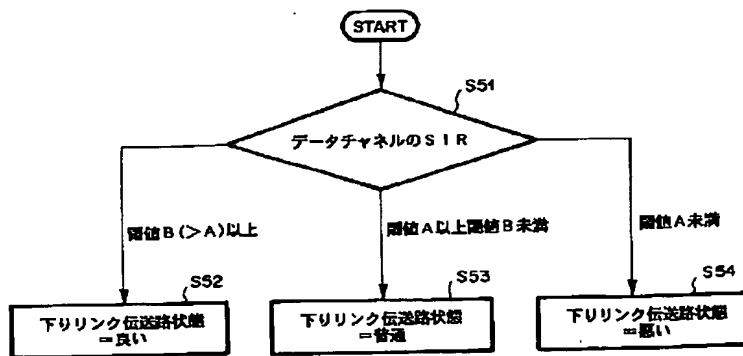 START
S51
データチャネルのSIR
閾値B(>A)以上
閾値A以上閾値B未満
閾値A未満
S52
S53
S54
下りリンク伝送路状態
=良い
下りリンク伝送路状態
=普通
下りリンク伝送路状態
=悪い